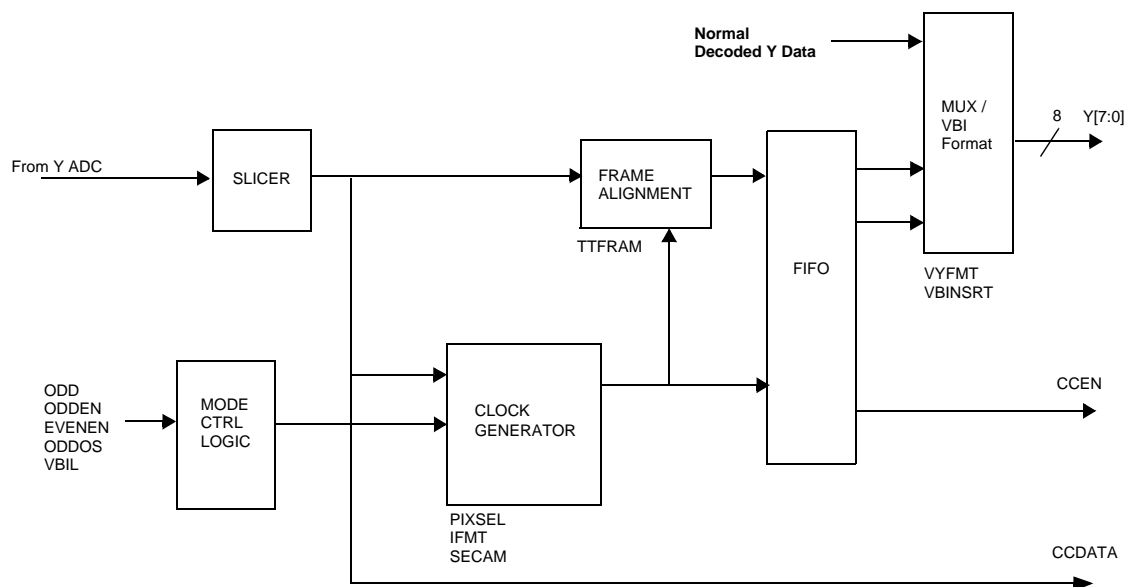 Normal
Decoded Y Data
MUX /
VBI
Format
8
Y[7:0]
From Y ADC
SLICER
FRAME
ALIGNMENT
TTFRAM
FIFO
VYFMT
VBINSRT
ODD
ODDEN
EVENEN
ODDOS
VBIL
MODE
CTRL
LOGIC
CLOCK
GENERATOR
PIXSEL
IFMT
SECAM
CCEN
CCDATA